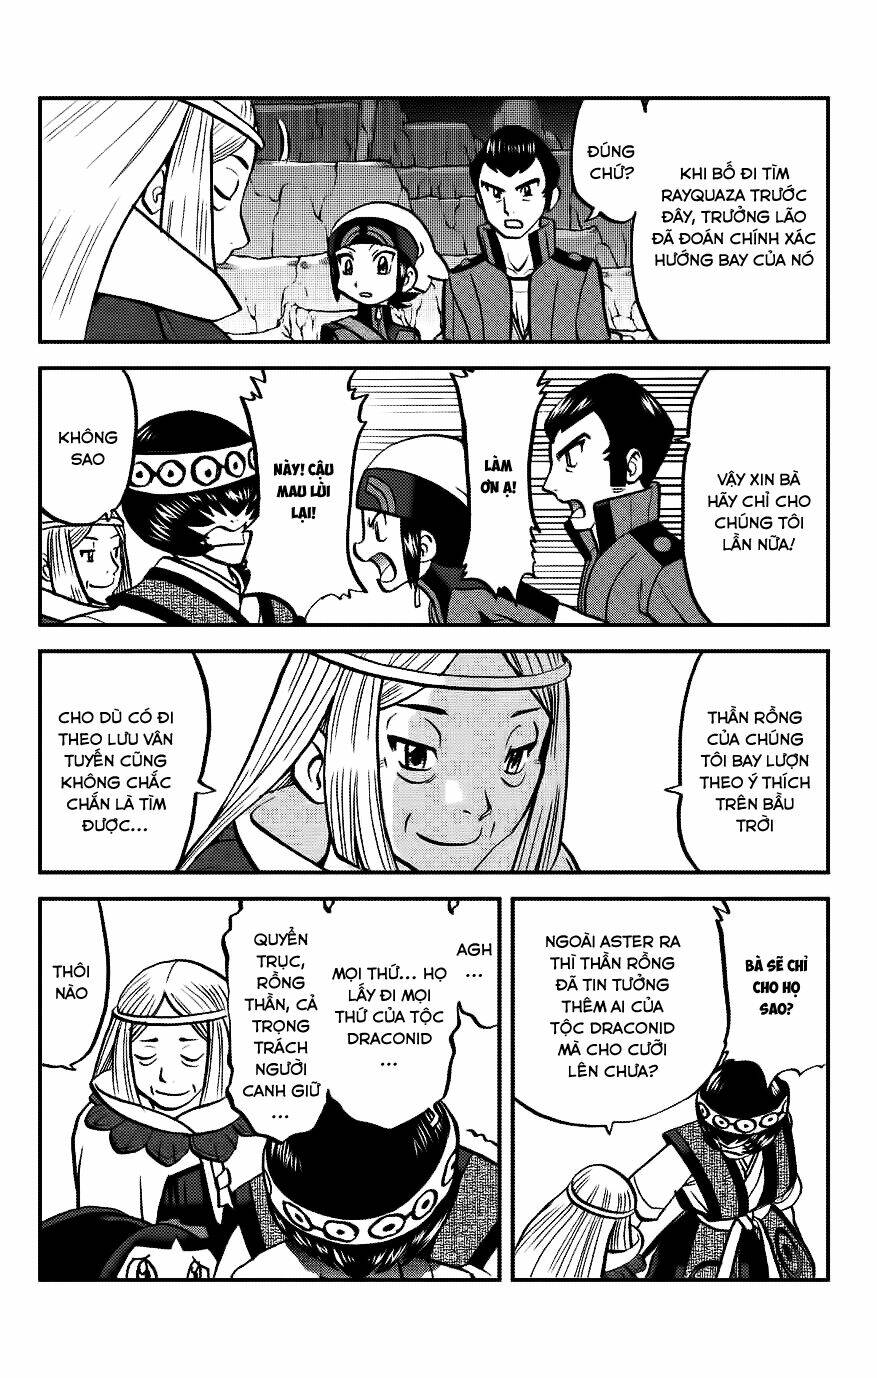 KHI BỐ ĐI TÌM
RAYQUAZA TRƯỚC
ĐÂY, TRƯỞNG LÃO
ĐÃ ĐOÁN CHÍNH XÁC
HƯỚNG BAY CỦA NÓ
ĐÚNG
CHỨ?
VẬY XIN BÀ
HÃY CHỈ CHO
CHÚNG TÔI
LẦN NỮA!
LÀM
ƠN Ạ!
NÀY! CẬU
MAU LÙI
LẠI!
KHÔNG
SAO
THẦN RỒNG
CỦA CHÚNG
TÔI BAY LƯỢN
THEO Ý THÍCH
TRÊN BẦU
TRỜI
CHO DÙ CÓ ĐI
THEO LƯU VÂN
TUYẾN CŨNG
KHÔNG CHẮC
CHẮN LÀ TÌM
ĐƯỢC...
BÀ SẼ CHỈ
CHO HỌ
SAO?
NGOÀI ASTER RA
THÌ THẦN RỒNG
ĐÃ TIN TƯỞNG
THÊM AI CỦA
TỘC DRACONID
MÀ CHO CƯỠI
LÊN CHƯA?
AGH
...
MỌI THỨ... HỌ
LẤY ĐI MỌI
THỨ CỦA TỘC
DRACONID
...
QUYỂN
TRỤC,
RỒNG
THẦN, CẢ
TRỌNG
TRÁCH
NGƯỜI
CANH GIỮ
...
THÔI
NÀO